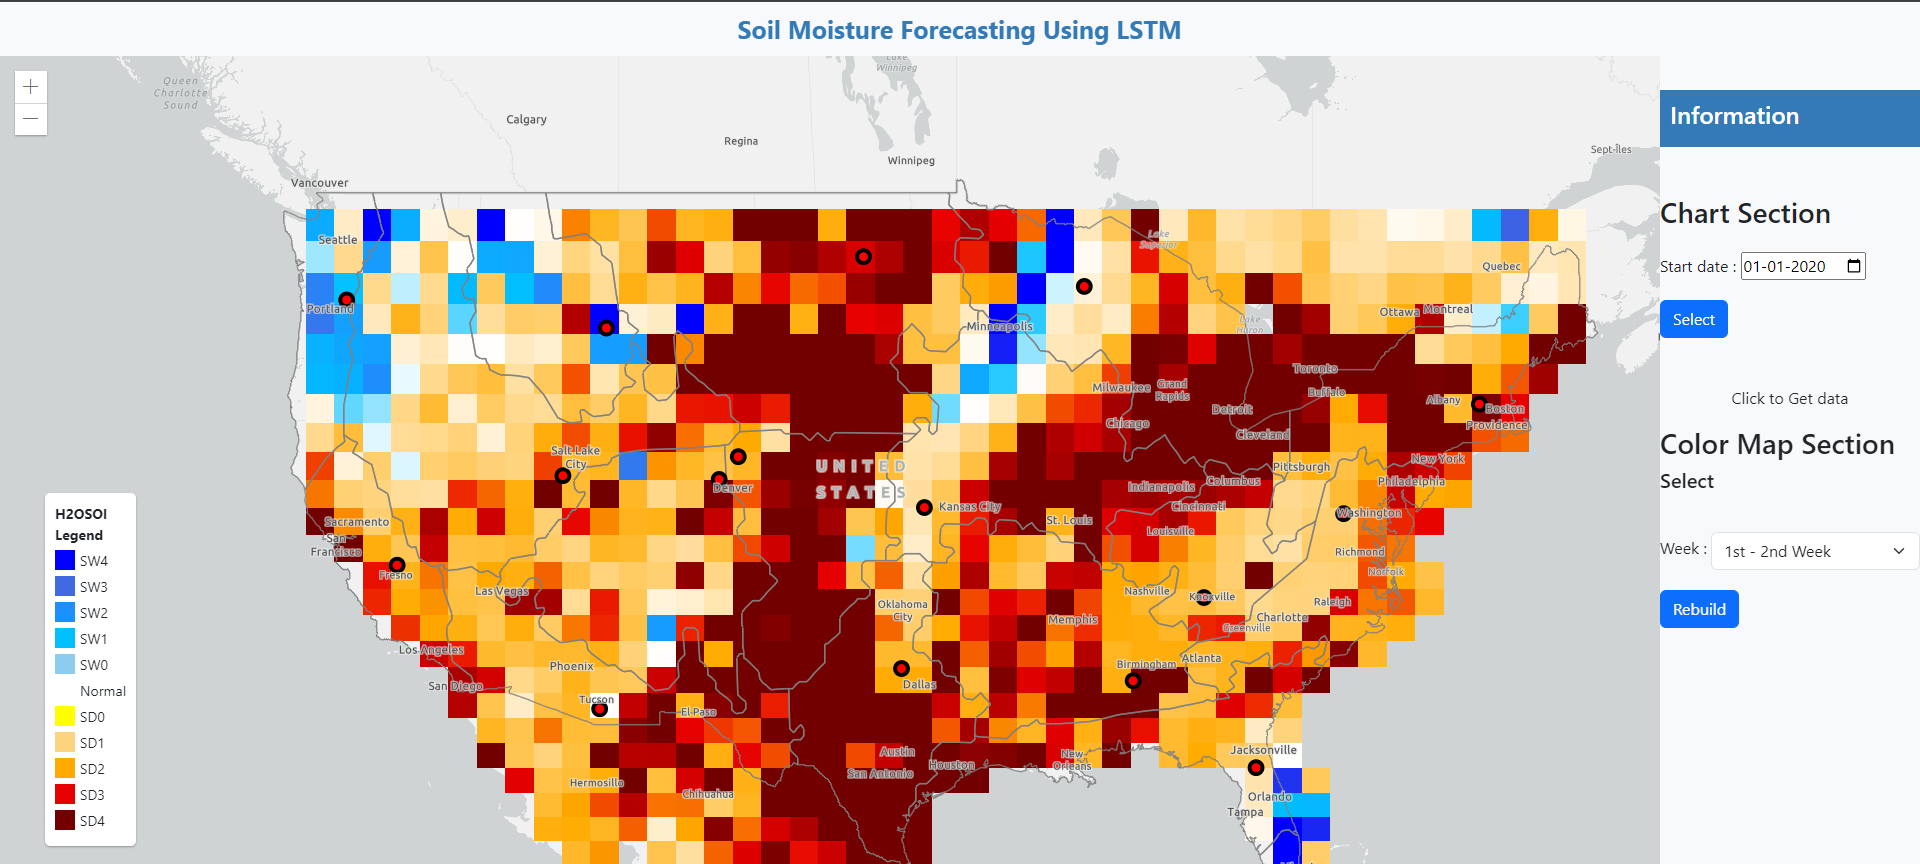 Soil Moisture Forecasting Using LSTM
+
−
Queen
Charlotte
Sound
Calgary
Regina
Lake
Winnipeg
Winnipeg
Sept-Îles
Vancouver
Seattle
Portland
Lake
Superior
Quebec
Ottawa
Montreal
Minneapolis
Lake
Huron
Toronto
Milwaukee
Grand
Rapids
Buffalo
Albany
Boston
Providence
Detroit
Chicago
Cleveland
Salt Lake
City
UNITED
STATES
Denver
Pittsburgh
New York
Philadelphia
Indianapolis
Columbus
Kansas City
Cincinnati
St. Louis
Washington
Sacramento
San
Francisco
Louisville
Richmond
Fresno
Norfolk
Las Vegas
Nashville
Knoxville
Raleigh
Oklahoma
City
Memphis
Charlotte
Greenville
Los Angeles
Phoenix
Birmingham
Atlanta
San Diego
Dallas
Tucson
El Paso
Austin
Jacksonville
Houston
New
Orleans
San Antonio
Hermosillo
Chihuahua
Orlando
Tampa
H2OSOI
Legend
SW4
SW3
SW2
SW1
SW0
Normal
SD0
SD1
SD2
SD3
SD4
Information
Chart Section
Start date : 01-01-2020
Select
Click to Get data
Color Map Section
Select
Week : 1st - 2nd Week
Rebuild